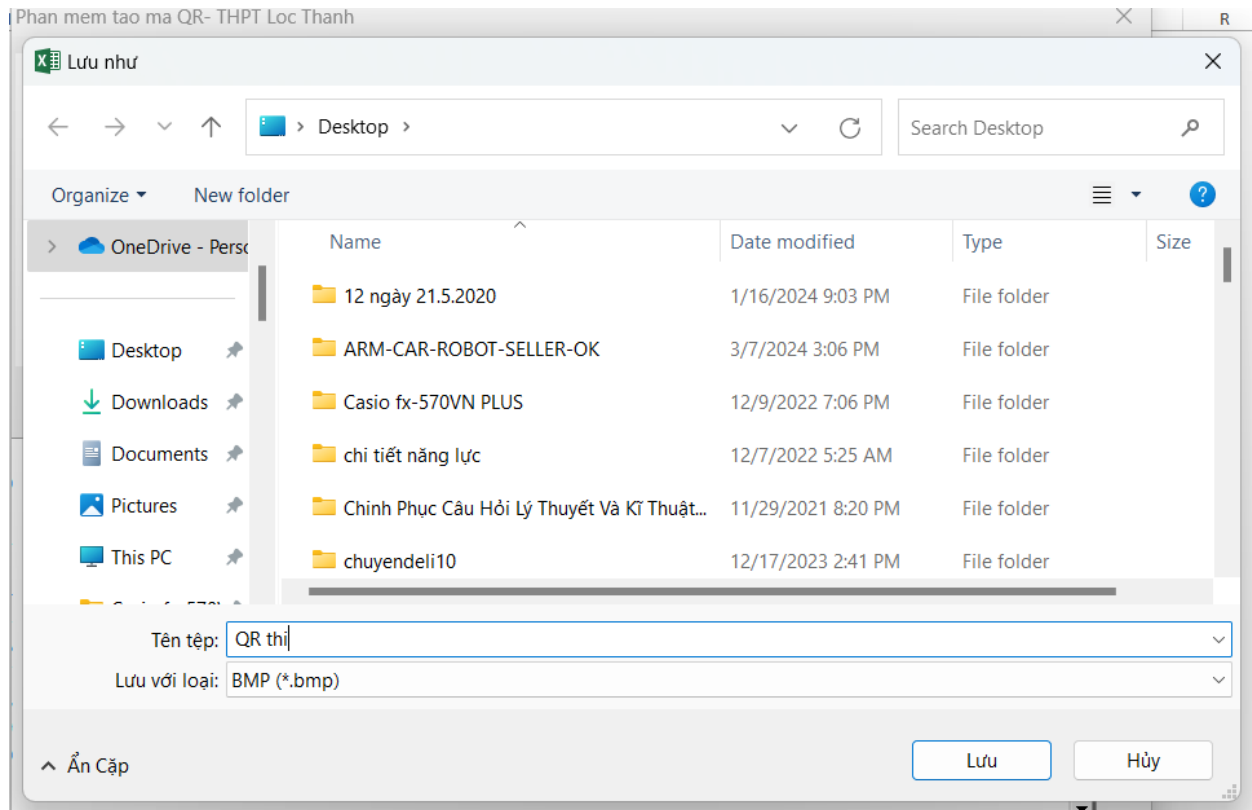 Phan mem tao ma QR- THPT Loc Thanh
R
Lưu như
Desktop
Search Desktop
Organize
New folder
OneDrive - Perso
Name Date modified Type Size
12 ngày 21.5.2020 1/16/2024 9:03 PM File folder
Desktop
ARM-CAR-ROBOT-SELLER-OK 3/7/2024 3:06 PM File folder
Downloads
Casio fx-570VN PLUS 12/9/2022 7:06 PM File folder
Documents
chi tiết năng lực 12/7/2022 5:25 AM File folder
Pictures
Chinh Phục Câu Hỏi Lý Thuyết Và Kĩ Thuật... 11/29/2021 8:20 PM File folder
This PC
chuyendeli10 12/17/2023 2:41 PM File folder
Tên tệp: QR thi
Lưu với loại: BMP (*.bmp)
Ẩn Cặp
Lưu
Hủy